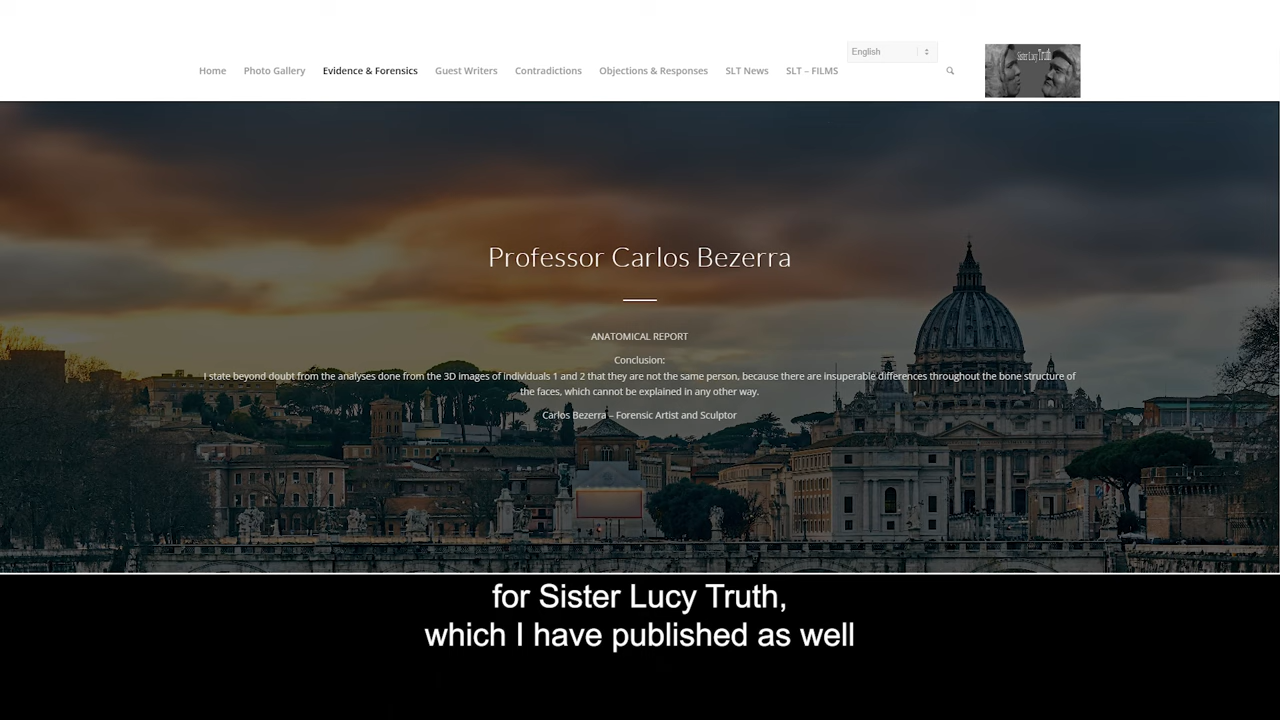 English
Home Photo Gallery Evidence & Forensics Guest Writers Contradictions Objections & Responses SLT News SLT – FILMS
Sister Lucy Truth
Professor Carlos Bezerra
ANATOMICAL REPORT
Conclusion:
I state beyond doubt from the analyses done from the 3D images of individuals 1 and 2 that they are not the same person, because there are insuperable differences throughout the bone structure of
the faces, which cannot be explained in any other way.
Carlos Bezerra – Forensic Artist and Sculptor
for Sister Lucy Truth,
which I have published as well